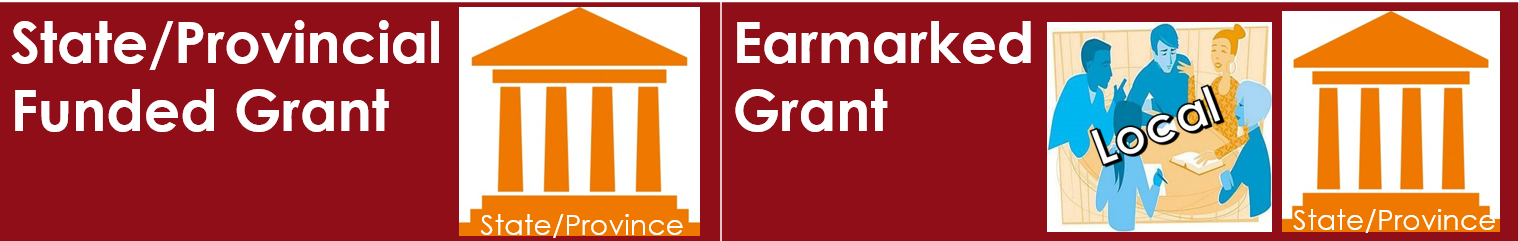 State/Provincial
Funded Grant
State/Province
Earmarked
Grant
Local
State/Province